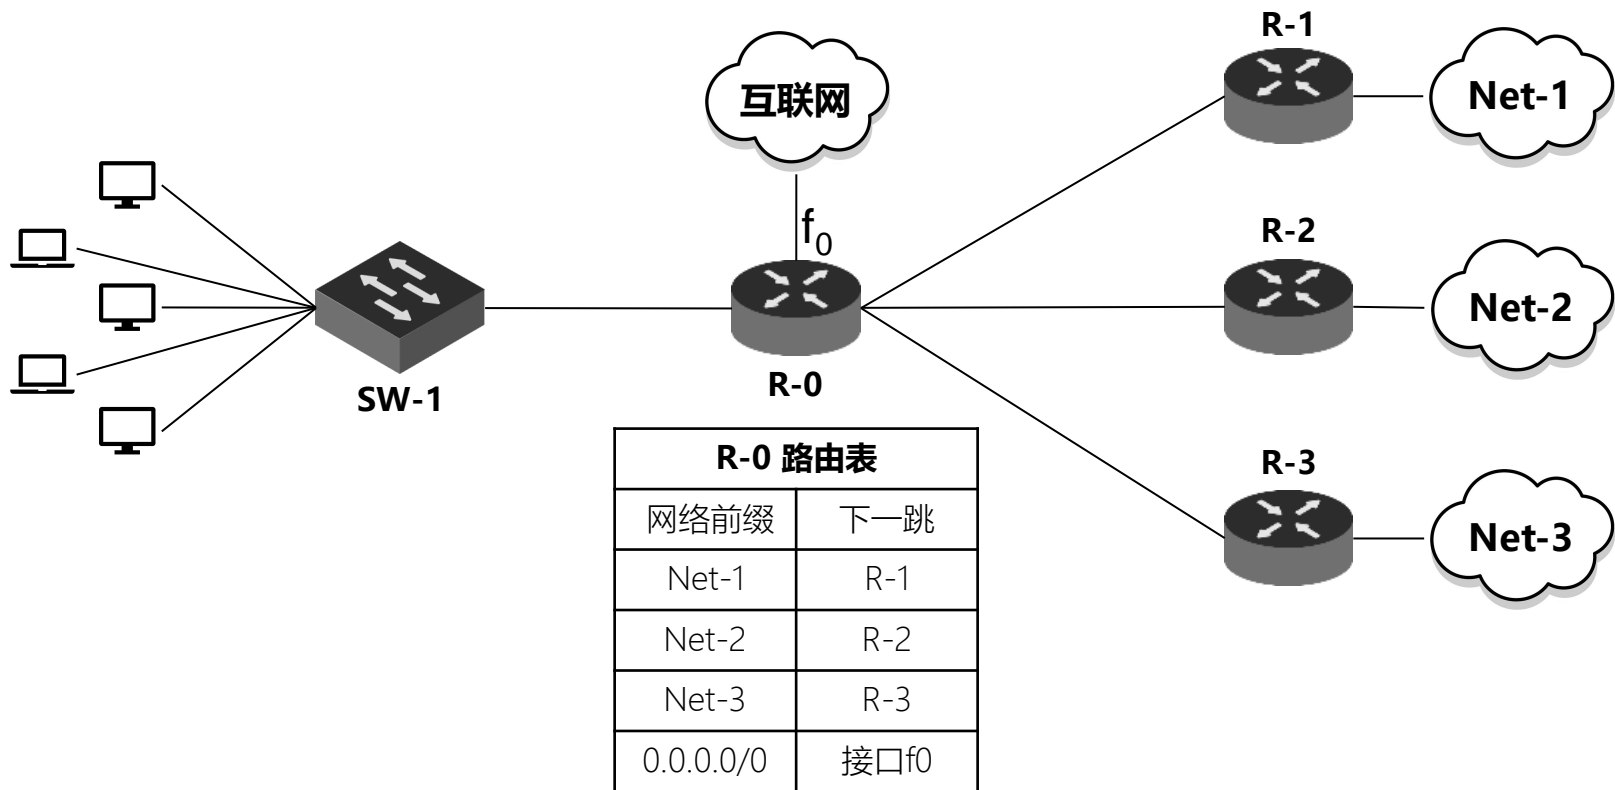 R-1
互联网
Net-1
f0
R-2
Net-2
SW-1
R-0
R-3
Net-3
R-0 路由表
网络前缀 下一跳
Net-1 R-1
Net-2 R-2
Net-3 R-3
0.0.0.0/0 接口f0